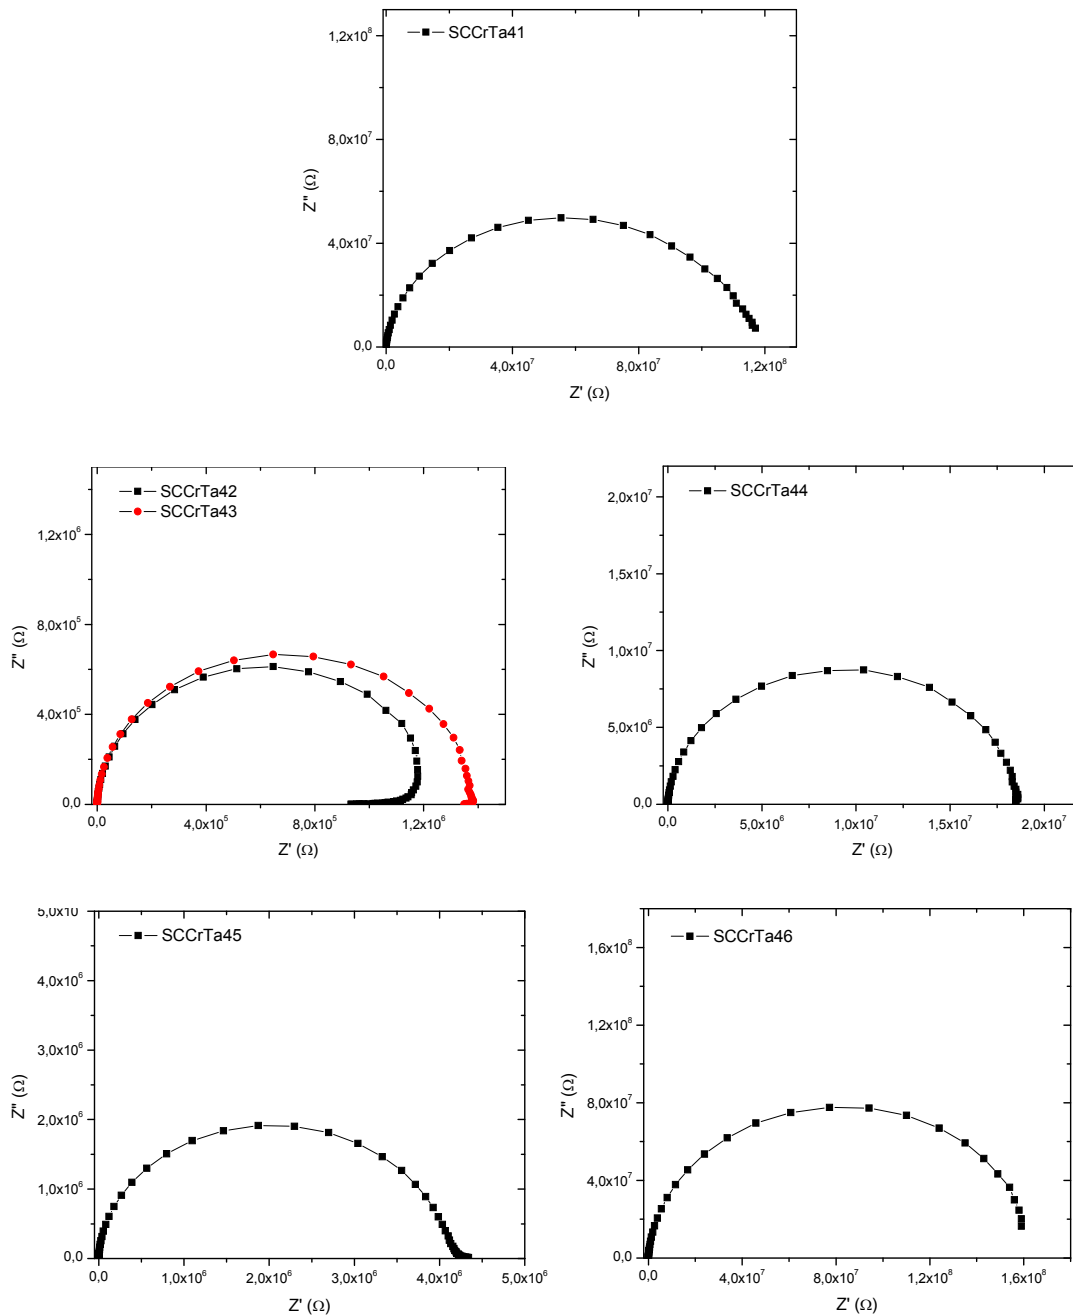 SCCrTa41
1,2x10⁸
8,0x10⁷
4,0x10⁷
0,0
Z'' (Ω)
0,0 4,0x10⁷ 8,0x10⁷ 1,2x10⁸
Z' (Ω)
SCCrTa42
SCCrTa43
1,2x10⁶
8,0x10⁵
4,0x10⁵
0,0
Z'' (Ω)
0,0 4,0x10⁵ 8,0x10⁵ 1,2x10⁶
Z' (Ω)
SCCrTa44
2,0x10⁷
1,5x10⁷
1,0x10⁷
5,0x10⁶
0,0
Z'' (Ω)
0,0 5,0x10⁶ 1,0x10⁷ 1,5x10⁷ 2,0x10⁷
Z' (Ω)
SCCrTa45
5,0x10
4,0x10⁶
3,0x10⁶
2,0x10⁶
1,0x10⁶
0,0
Z'' (Ω)
0,0 1,0x10⁶ 2,0x10⁶ 3,0x10⁶ 4,0x10⁶ 5,0x10⁶
Z' (Ω)
SCCrTa46
1,6x10⁸
1,2x10⁸
8,0x10⁷
4,0x10⁷
0,0
Z'' (Ω)
0,0 4,0x10⁷ 8,0x10⁷ 1,2x10⁸ 1,6x10⁸
Z' (Ω)